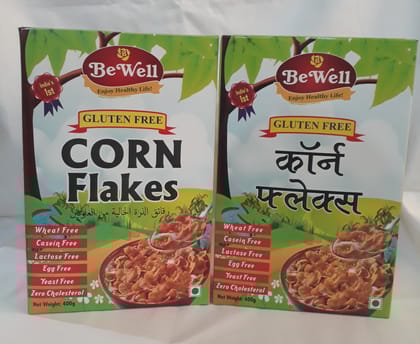 BeWell
Enjoy Healthy Life!
India's
1st
GLUTEN FREE
CORN
Flakes
Wheat Free
Casein Free
Lactose Free
Egg Free
Yeast Free
Zero Cholesterol
Net Weight: 400g
BeWell
Enjoy Healthy Life!
India's
1st
GLUTEN FREE
कॉर्न
फ्लेक्स
Wheat Free
Casein Free
Lactose Free
Egg Free
Yeast Free
Zero Cholesterol
Net Weight: 400g